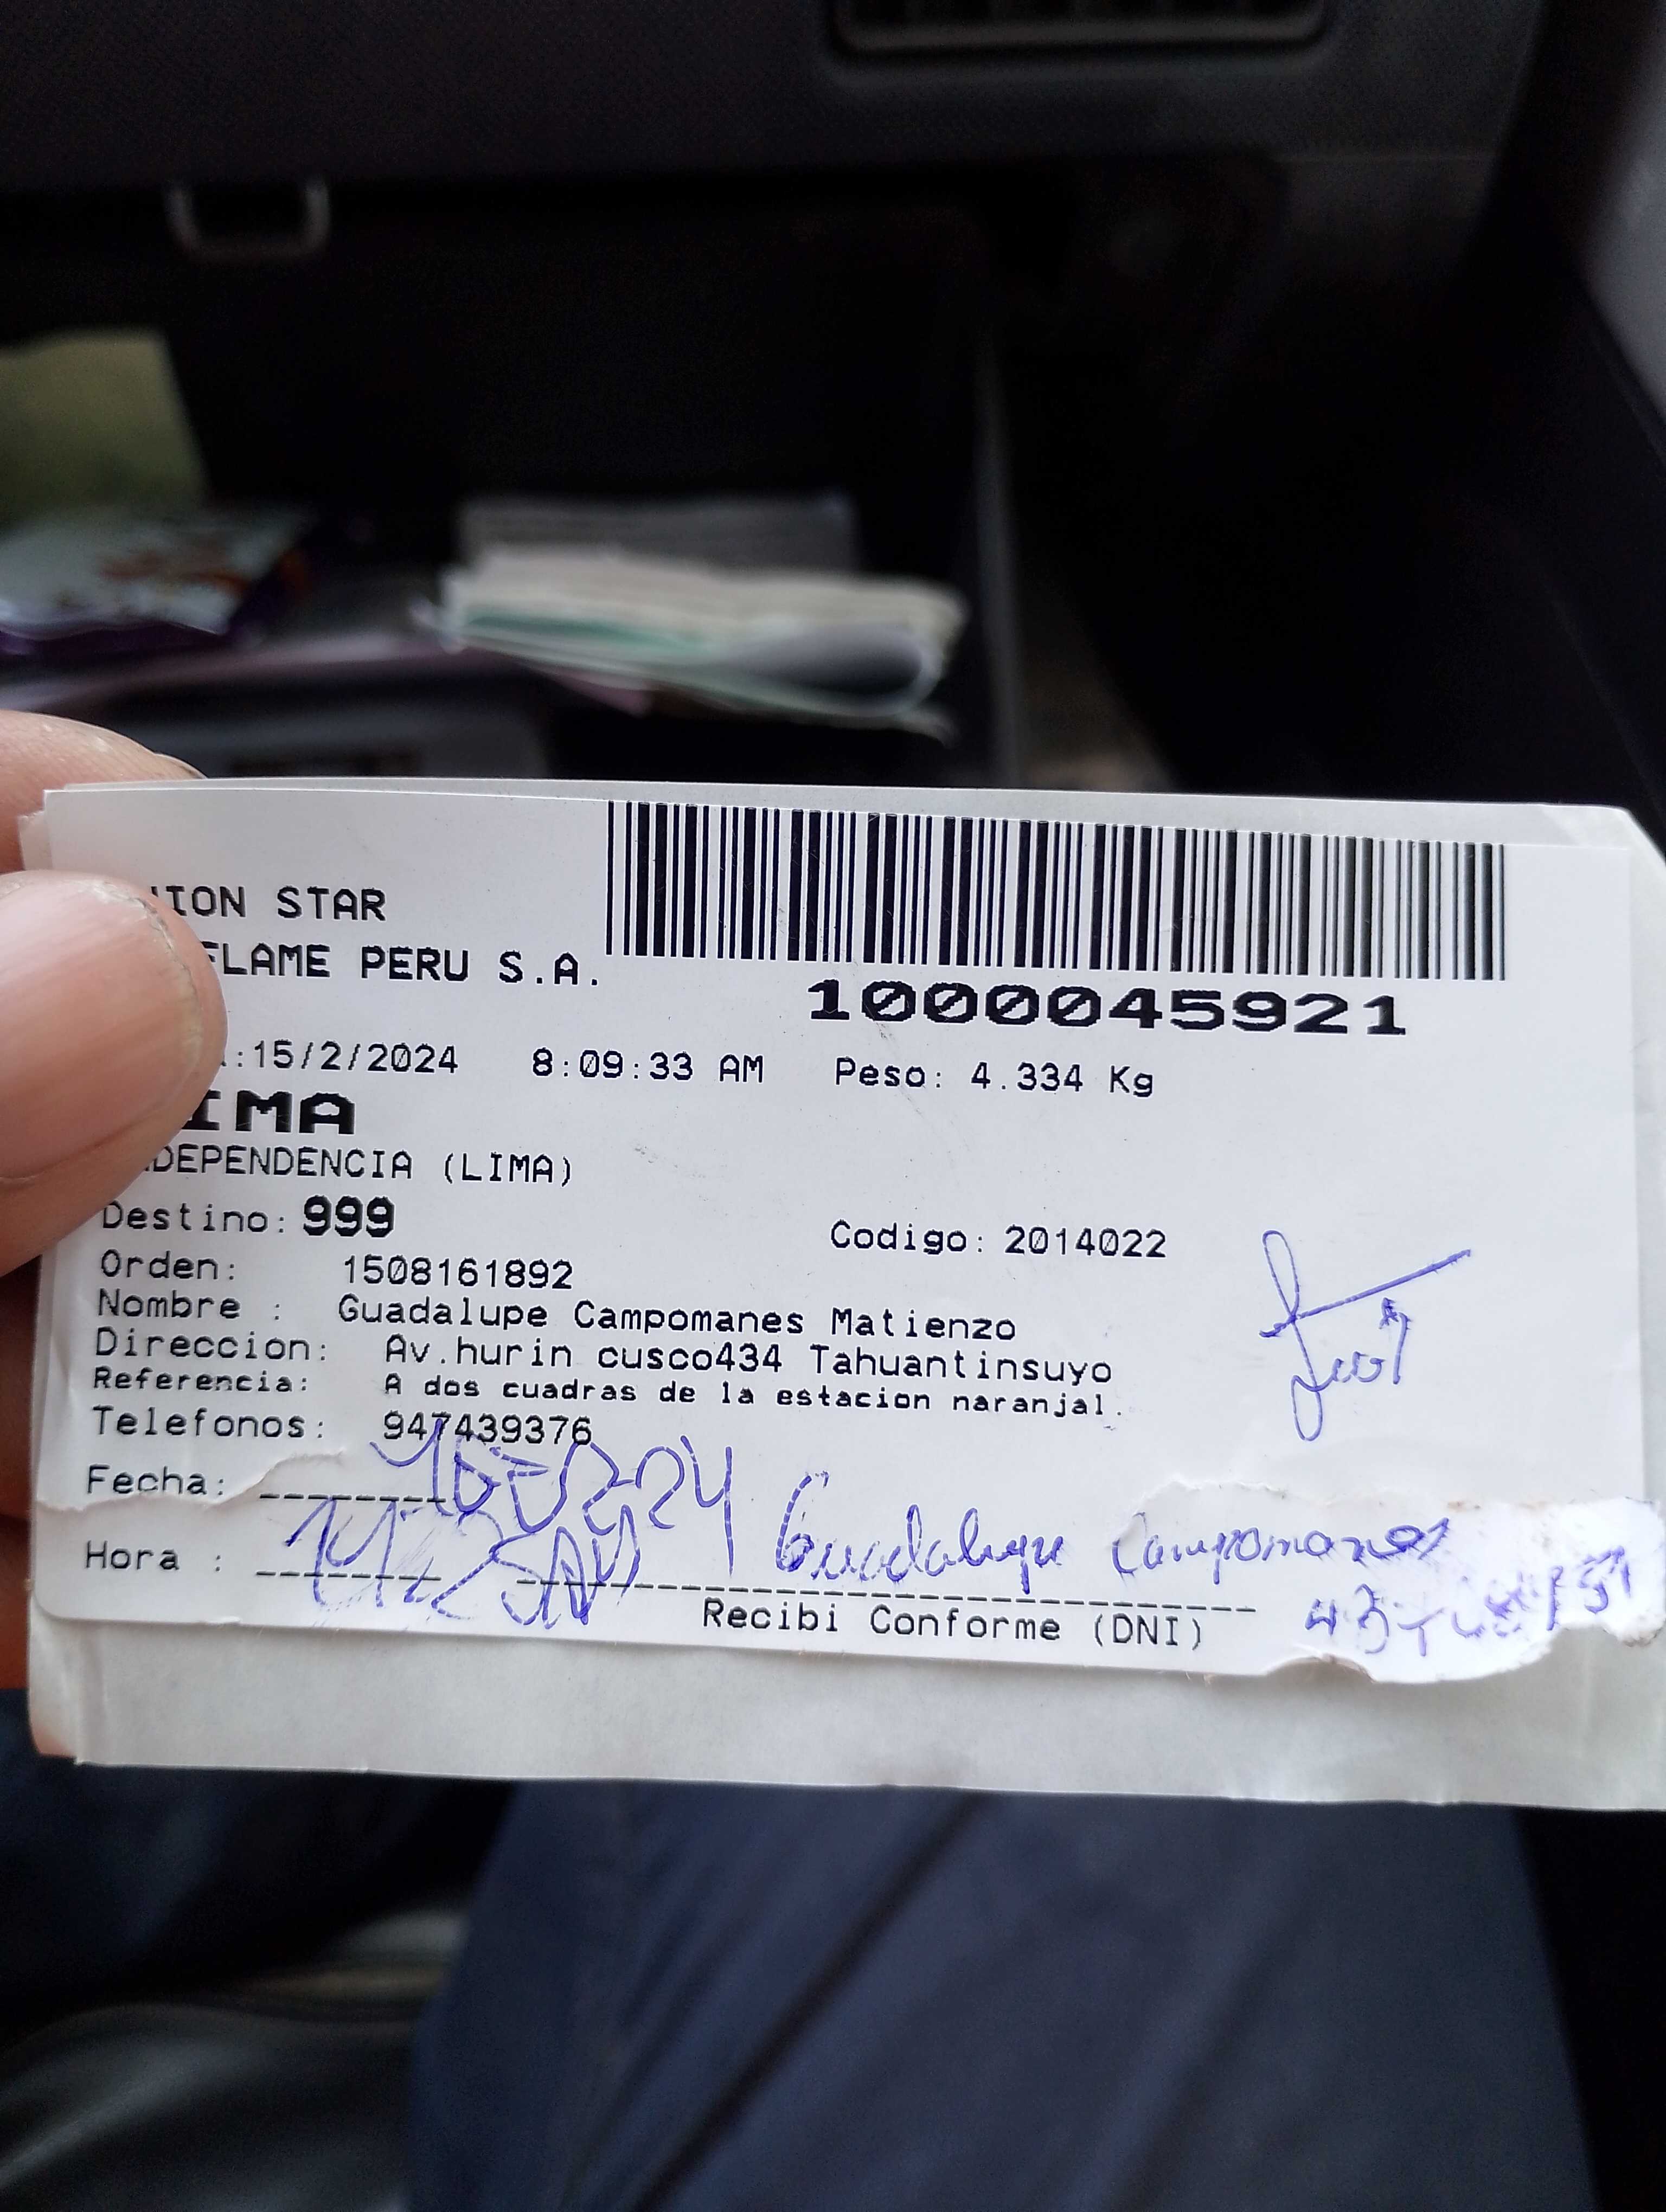 ION STAR
FLAME PERU S.A.
1000045921
:15/2/2024 8:09:33 AM Peso: 4.334 Kg
IMA
DEPENDENCIA (LIMA)
Destino: 999 Codigo: 2014022
Orden: 1508161892
Nombre : Guadalupe Campomanes Matienzo
Direccion: Av.hurin cusco434 Tahuantinsuyo
Referencia: A dos cuadras de la estacion naranjal.
Telefonos: 947439376
Fecha:
Guadalupe Campomanes
Hora :
Recibi Conforme (DNI)